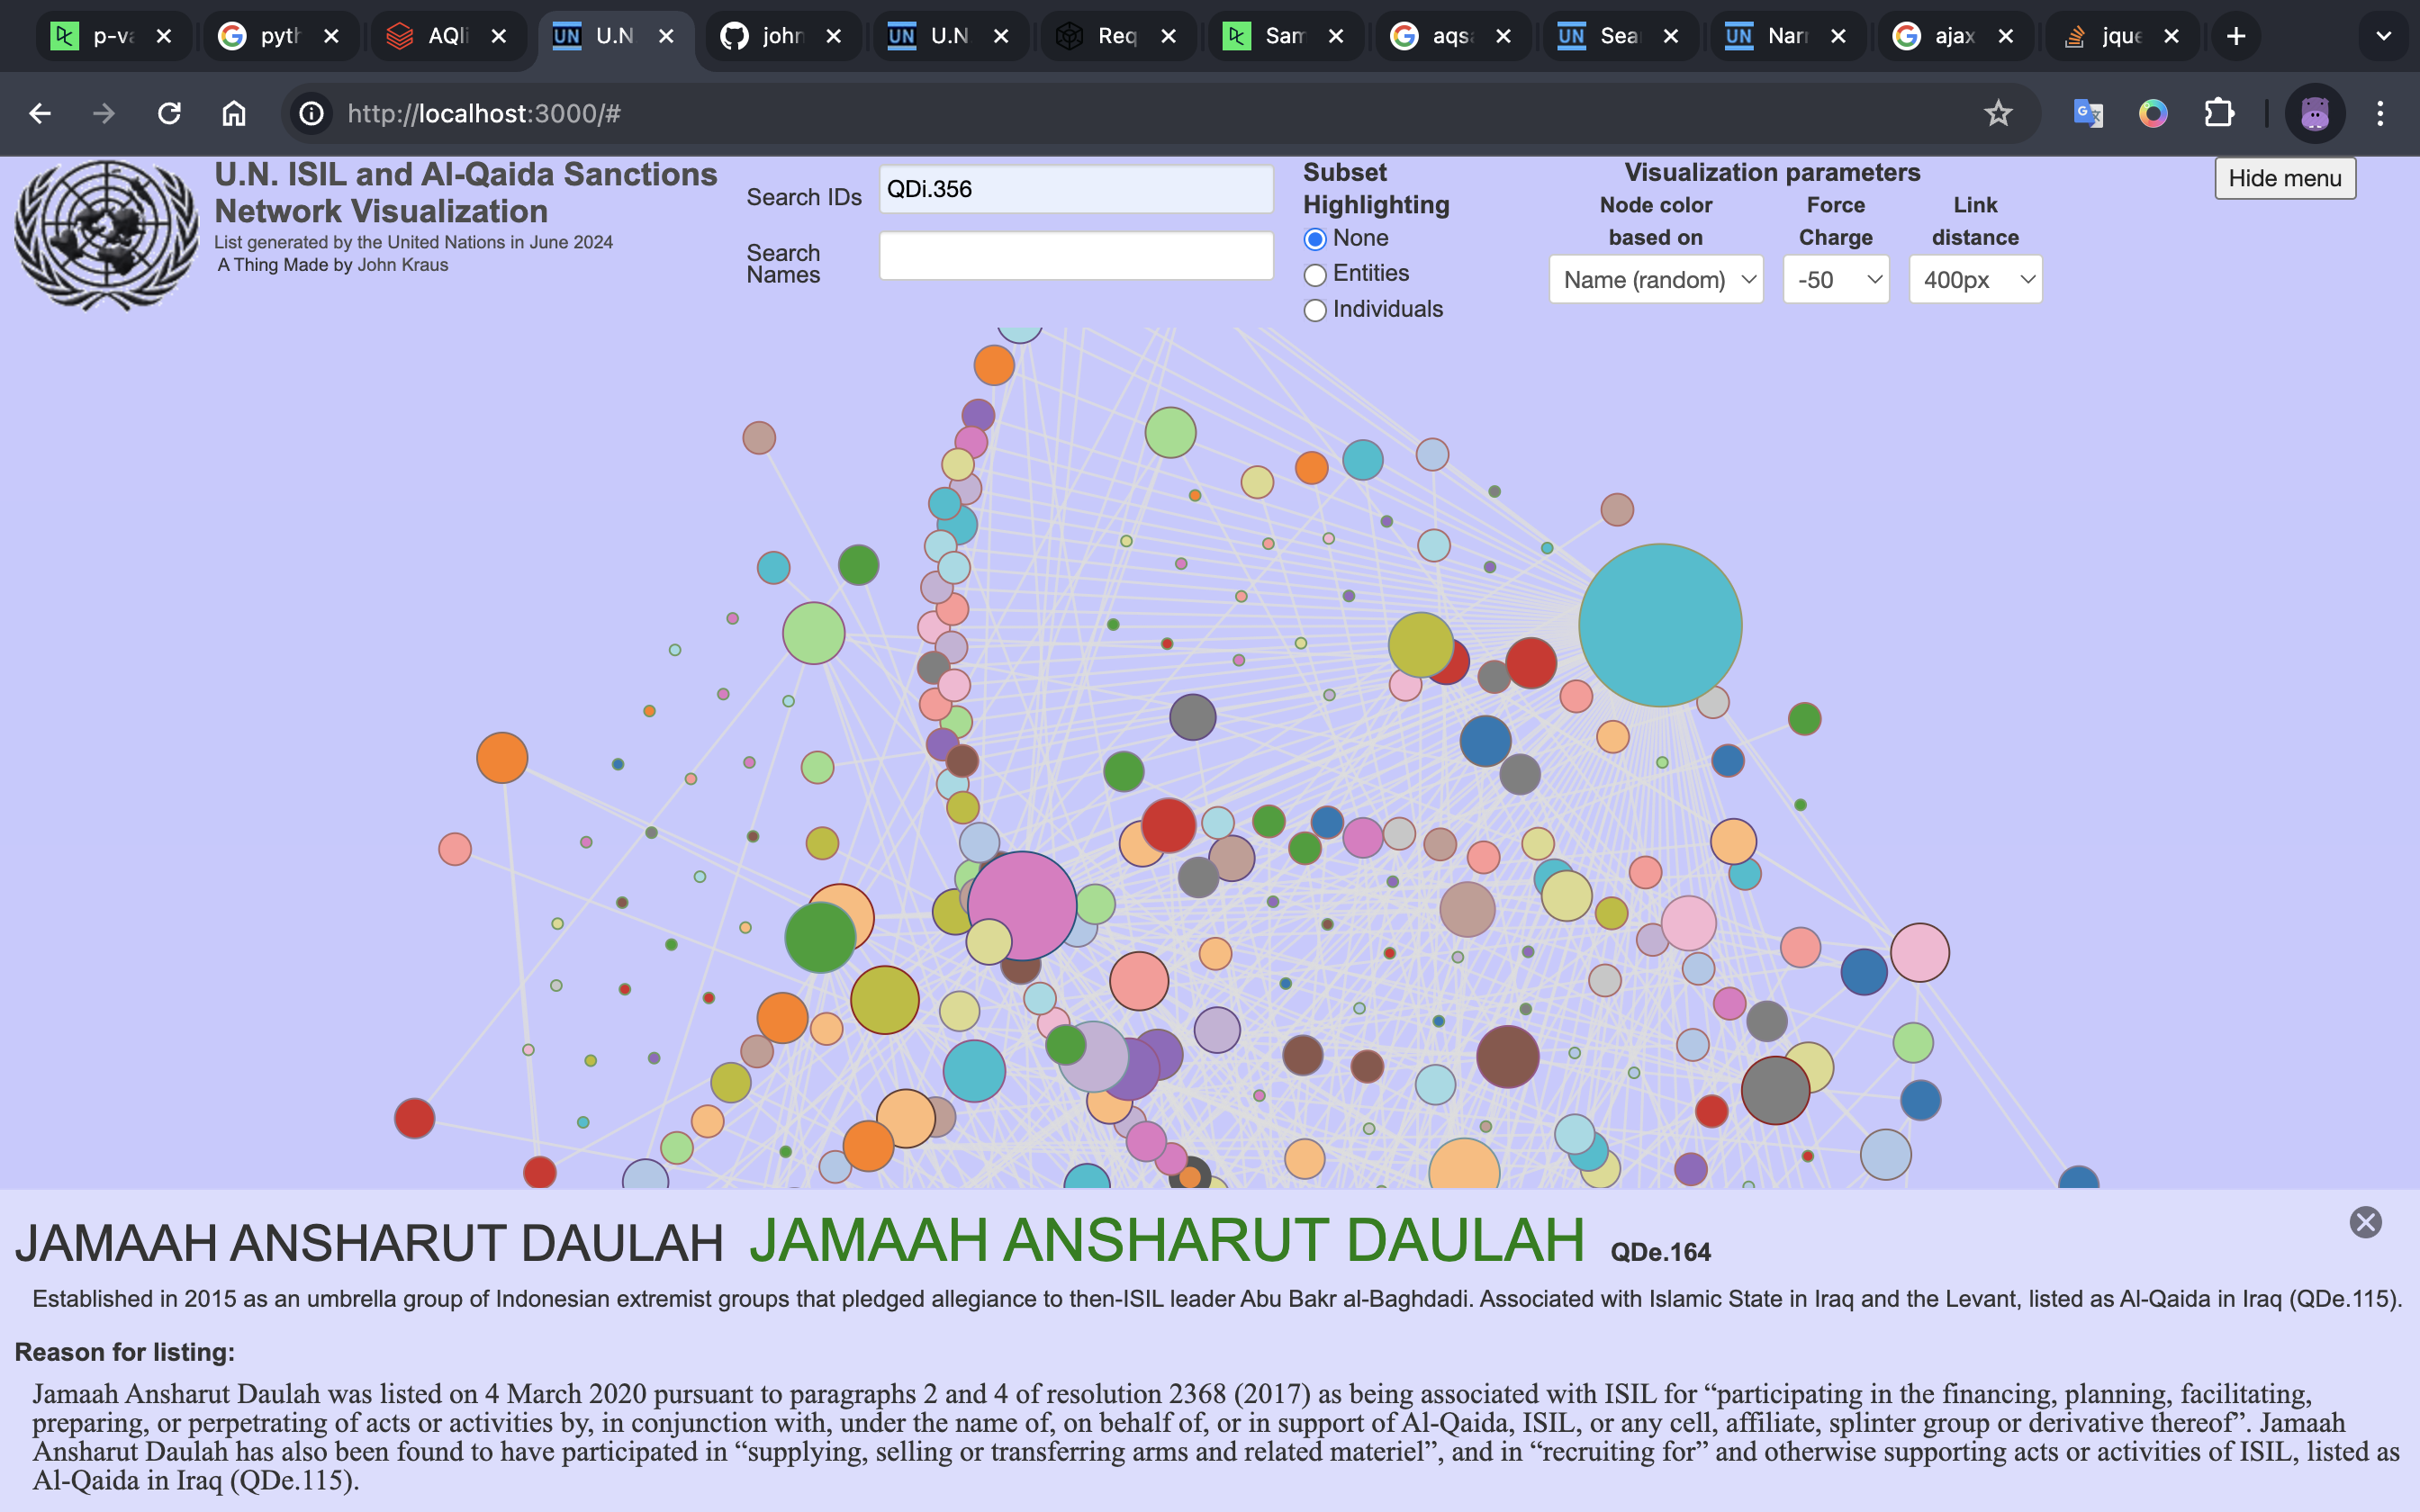 p-va
pyth
AQli
U.N
john
U.N
Req
Sam
aqs
Sea
Narr
ajax
jque
http://localhost:3000/#
U.N. ISIL and Al-Qaida Sanctions
Network Visualization
List generated by the United Nations in June 2024
A Thing Made by John Kraus
Search IDs
QDi.356
Search
Names
Subset
Highlighting
None
Entities
Individuals
Visualization parameters
Node color
based on
Name (random)
Force
Charge
-50
Link
distance
400px
Hide menu
JAMAAH ANSHARUT DAULAH JAMAAH ANSHARUT DAULAH QDe.164
Established in 2015 as an umbrella group of Indonesian extremist groups that pledged allegiance to then-ISIL leader Abu Bakr al-Baghdadi. Associated with Islamic State in Iraq and the Levant, listed as Al-Qaida in Iraq (QDe.115).
Reason for listing:
Jamaah Ansharut Daulah was listed on 4 March 2020 pursuant to paragraphs 2 and 4 of resolution 2368 (2017) as being associated with ISIL for “participating in the financing, planning, facilitating,
preparing, or perpetrating of acts or activities by, in conjunction with, under the name of, on behalf of, or in support of Al-Qaida, ISIL, or any cell, affiliate, splinter group or derivative thereof”. Jamaah
Ansharut Daulah has also been found to have participated in “supplying, selling or transferring arms and related materiel”, and in “recruiting for” and otherwise supporting acts or activities of ISIL, listed as
Al-Qaida in Iraq (QDe.115).